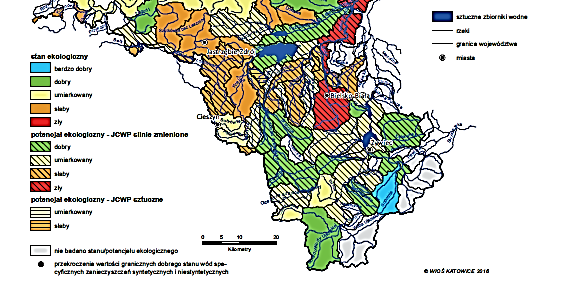 sztuczne zbiorniki wodne
rzeki
granica województwa
miasta
Jastrzębie-Zdrój
stan ekologiczny
bardzo dobry
dobry
umiarkowany
słaby
zły
Bielsko-Biała
Cieszyn
potencjał ekologiczny - JCWP silnie zmienione
dobry
umiarkowany
słaby
zły
Żywiec
potencjał ekologiczny - JCWP sztuczne
umiarkowany
słaby
0 5 10 20
Kilometry
nie badano stanu/potencjału ekologicznego
przekroczenia wartości granicznych dobrego stanu wód spe-
cyficznych zanieczyszczeń syntetycznych i niesyntetycznych
© WIOŚ KATOWICE 2016